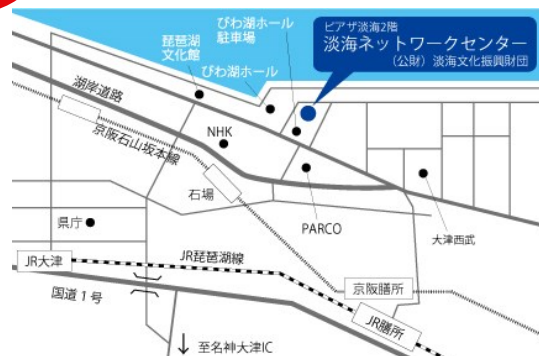 ピアザ淡海2階
淡海ネットワークセンター
(公財) 淡海文化振興財団
びわ湖ホール
駐車場
琵琶湖
文化館
びわ湖ホール
湖岸道路
京阪石山坂本線
NHK
石場
PARCO
大津西武
県庁
JR琵琶湖線
JR大津
国道1号
京阪膳所
JR膳所
↓ 至名神大津IC